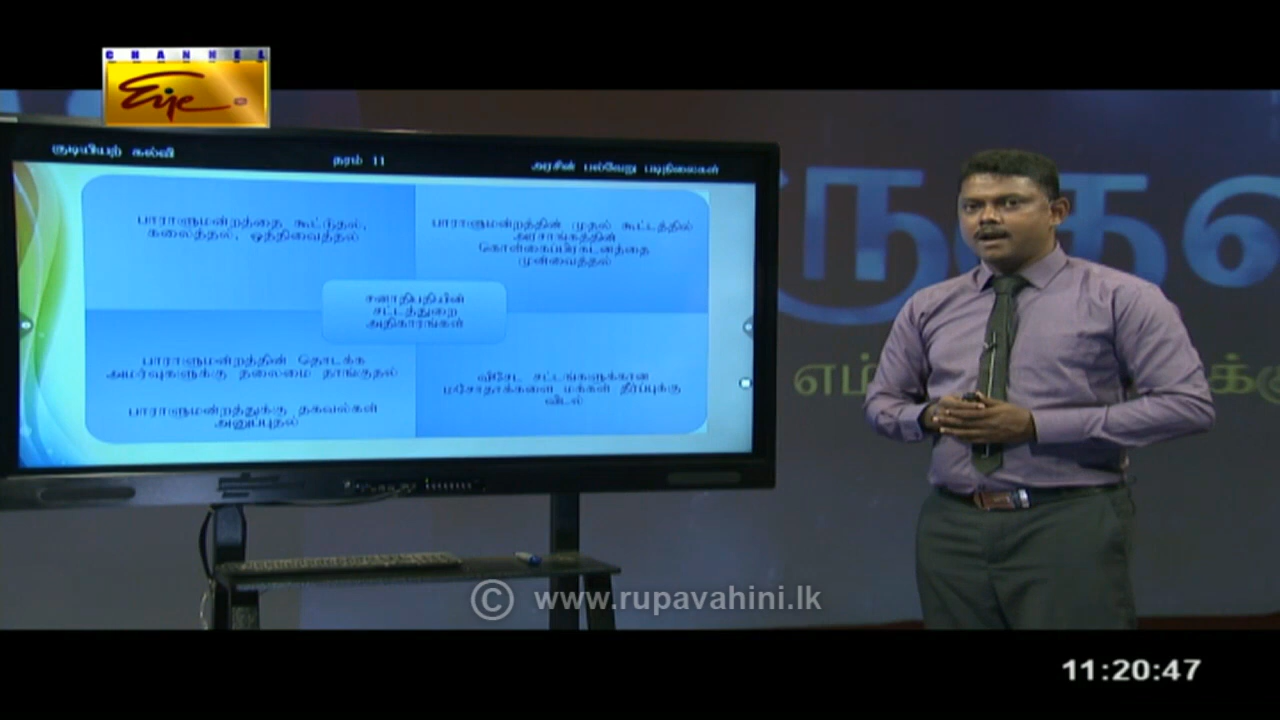 CHANNEL
Eye
குடியியற் கல்வி
தரம் 11
அரசின் பல்வேறு படிநிலைகள்
பாராளுமன்றத்தை கூட்டுதல்,
கலைத்தல், ஒத்திவைத்தல்
பாராளுமன்றத்தின் முதல் கூட்டத்தில்
அரசாங்கத்தின்
கொள்கைப்பிரகடனத்தை
முன்வைத்தல்
சனாதிபதியின்
சட்டத்துறை
அதிகாரங்கள்
பாராளுமன்றத்தின் தொடக்க
அமர்வுகளுக்கு தலைமை தாங்குதல்
பாராளுமன்றத்துக்கு தகவல்கள்
அனுப்புதல்
விசேட சட்டங்களுக்கான
மசோதாக்களை மக்கள் தீர்ப்புக்கு
விடல்
எம்
© www.rupavahini.lk
11:20:47